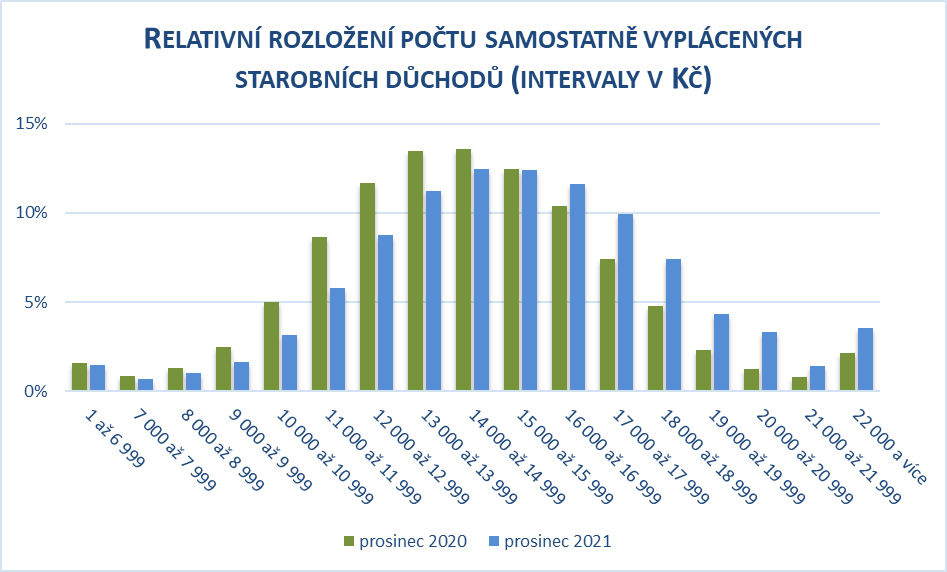 RELATIVNÍ ROZLOŽENÍ POČTU SAMOSTATNĚ VYPLÁCENÝCH
STAROBNÍCH DŮCHODŮ (INTERVALY V KČ)
15%
10%
5%
0%
1 až 6 999
7 000 až 7 999
8 000 až 8 999
9 000 až 9 999
10 000 až 10 999
11 000 až 11 999
12 000 až 12 999
13 000 až 13 999
14 000 až 14 999
15 000 až 15 999
16 000 až 16 999
17 000 až 17 999
18 000 až 18 999
19 000 až 19 999
20 000 až 20 999
21 000 až 21 999
22 000 a více
prosinec 2020
prosinec 2021